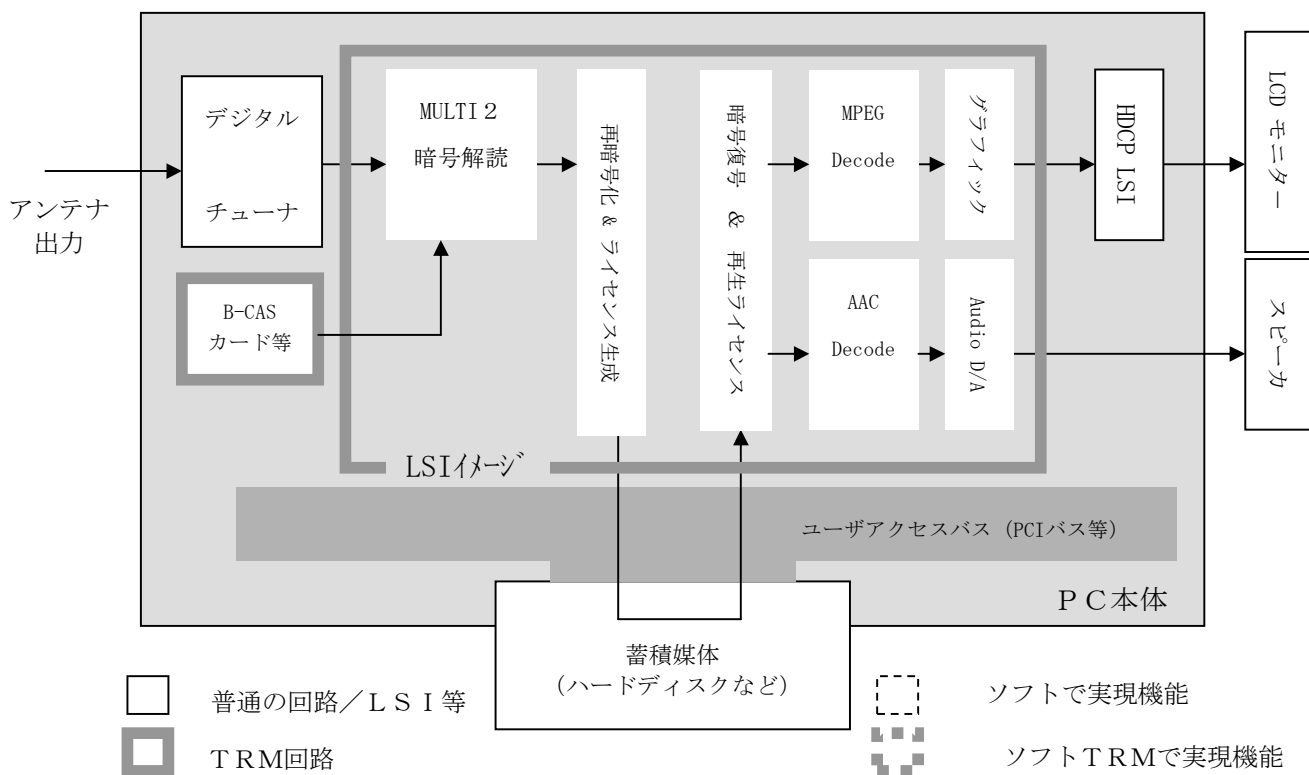 アンテナ
出力
デジタル
チューナ
B-CAS
カード等
MULTI2
暗号解読
再暗号化 & ライセンス生成
暗号復号 & 再生ライセンス
MPEG
Decode
グラフィック
AAC
Decode
Audio D/A
HDCP LSI
LCD モニター
スピーカ
LSIイメージ
ユーザアクセスバス (PCIバス等)
PC本体
蓄積媒体
(ハードディスクなど)
普通の回路/LSI等
TRM回路
ソフトで実現機能
ソフトTRMで実現機能